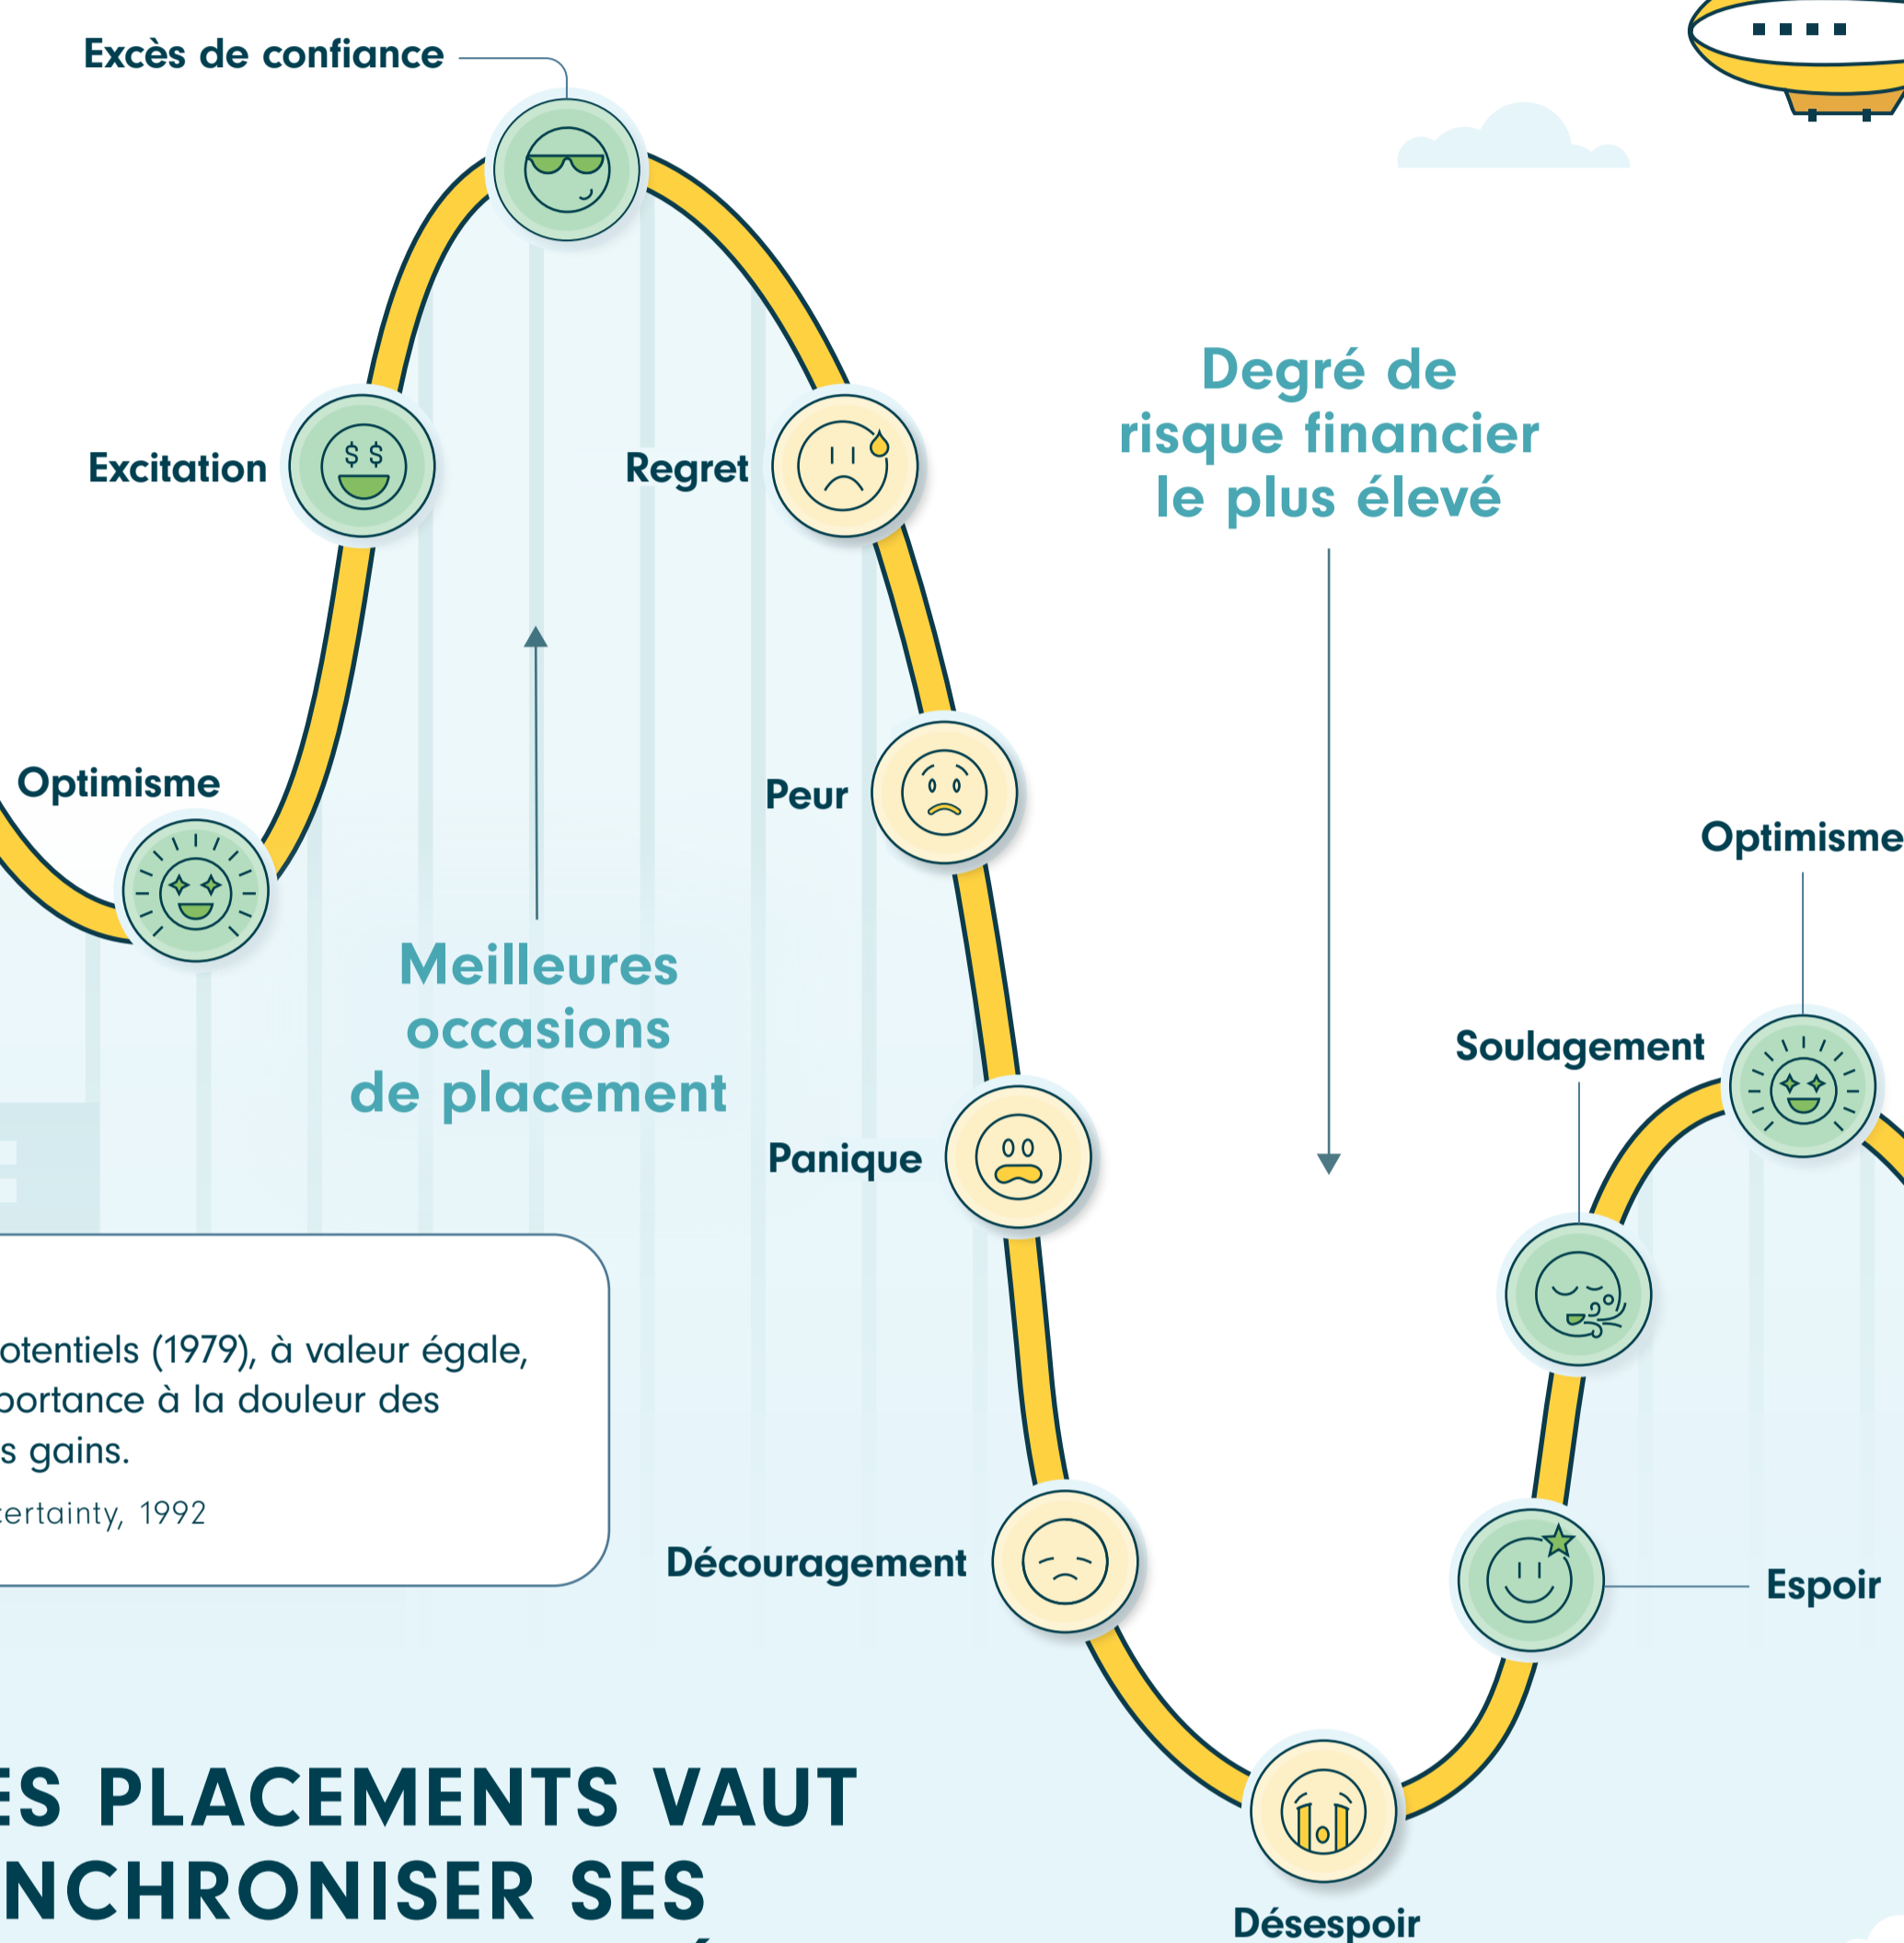 Excès de confiance
Degré de
risque financier
le plus élevé
Excitation
$ $
Regret
Optimisme
Peur
Optimisme
Meilleures
occasions
de placement
Soulagement
Panique
otentiels (1979), à valeur égale,
portance à la douleur des
s gains.
certainty, 1992
Découragement
Espoir
ES PLACEMENTS VAUT
NCHRONISER SES
Désespoir